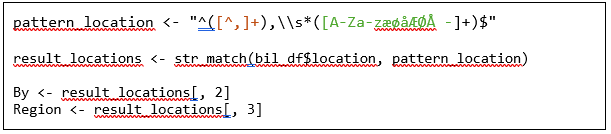 pattern_location <- "^([^,]+),\\s*([A-Za-zæøåÆØÅ -]+)$"
result_locations <- str_match(bil_df$location, pattern_location)
By <- result_locations[, 2]
Region <- result_locations[, 3]